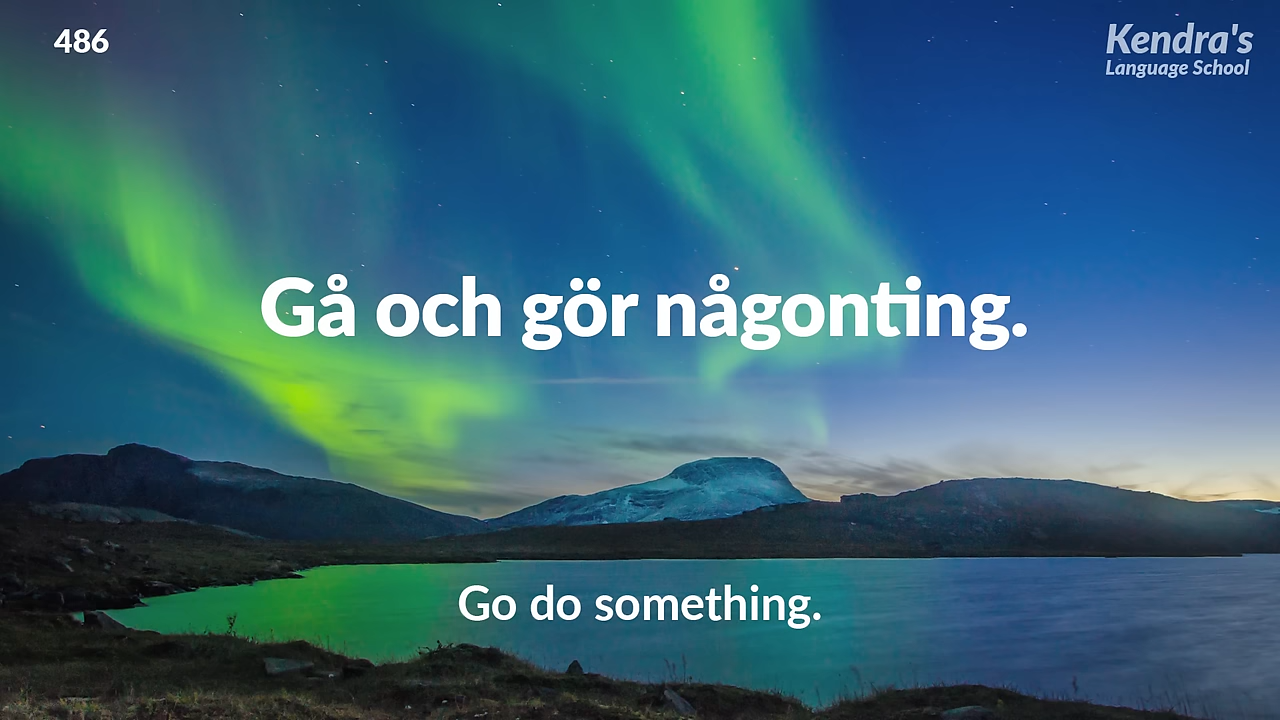 486
Kendra's
Language School
Gå och gör någonting.
Go do something.